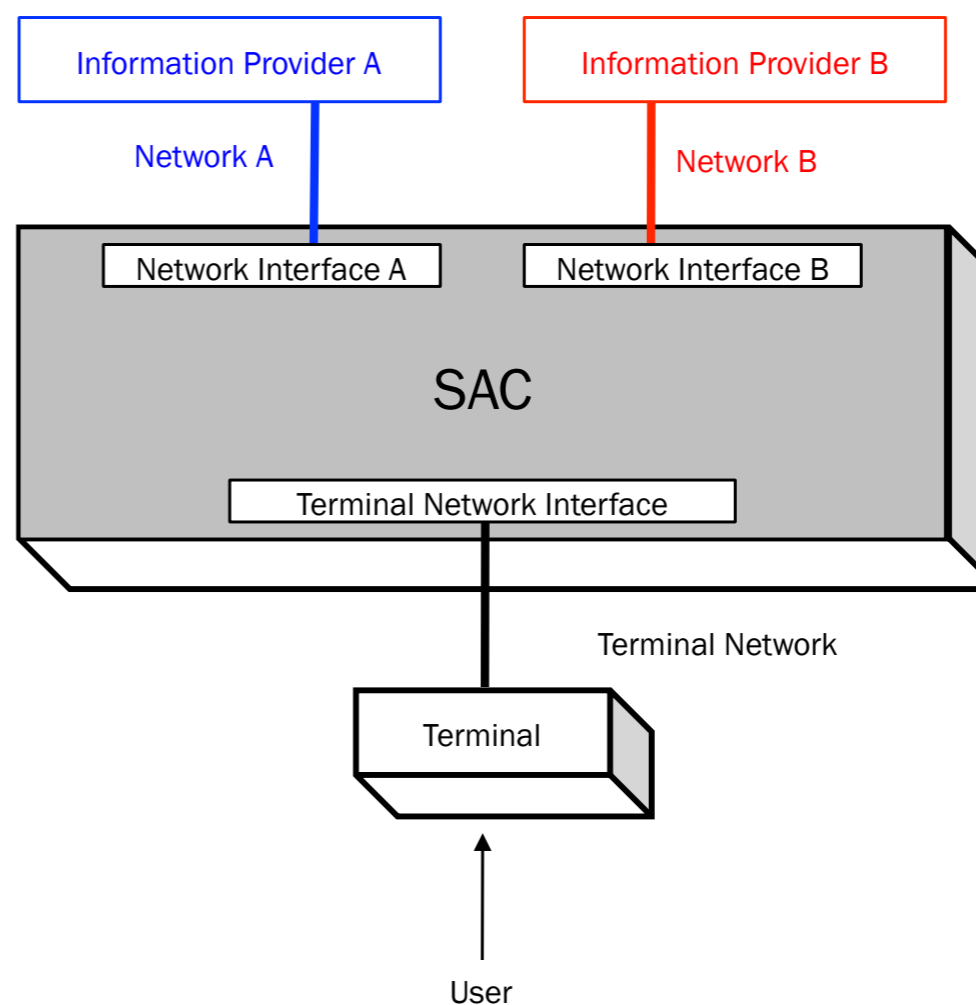 Information Provider A
Information Provider B
Network A
Network B
Network Interface A
Network Interface B
SAC
Terminal Network Interface
Terminal Network
Terminal
User